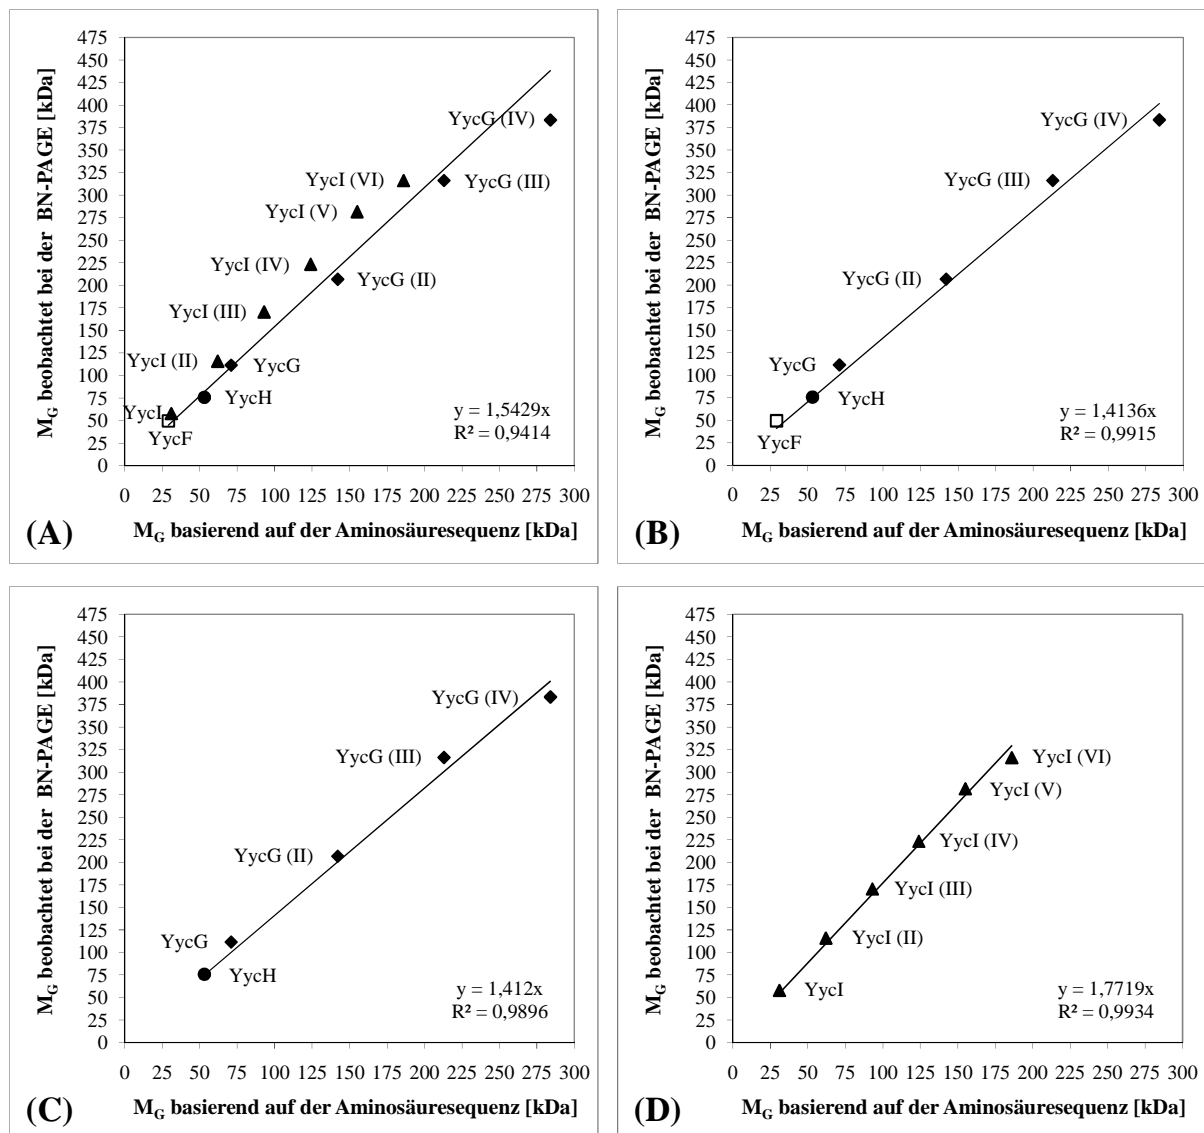 M_G beobachtet bei der BN-PAGE [kDa]
475
450
425
400
375
350
325
300
275
250
225
200
175
150
125
100
75
50
25
0
YycG (IV)
YycI (VI)
YycG (III)
YycI (V)
YycI (IV)
YycG (II)
YycI (III)
YycI (II)
YycG
YycH
YycI
YycF
y = 1,5429x
R² = 0,9414
0 25 50 75 100 125 150 175 200 225 250 275 300
(A) M_G basierend auf der Aminosäuresequenz [kDa]
M_G beobachtet bei der BN-PAGE [kDa]
475
450
425
400
375
350
325
300
275
250
225
200
175
150
125
100
75
50
25
0
YycG (IV)
YycG (III)
YycG (II)
YycG
YycH
YycF
y = 1,4136x
R² = 0,9915
0 25 50 75 100 125 150 175 200 225 250 275 300
(B) M_G basierend auf der Aminosäuresequenz [kDa]
M_G beobachtet bei der BN-PAGE [kDa]
475
450
425
400
375
350
325
300
275
250
225
200
175
150
125
100
75
50
25
0
YycG (IV)
YycG (III)
YycG (II)
YycG
YycH
y = 1,412x
R² = 0,9896
0 25 50 75 100 125 150 175 200 225 250 275 300
(C) M_G basierend auf der Aminosäuresequenz [kDa]
M_G beobachtet bei der BN-PAGE [kDa]
475
450
425
400
375
350
325
300
275
250
225
200
175
150
125
100
75
50
25
0
YycI (VI)
YycI (V)
YycI (IV)
YycI (III)
YycI (II)
YycI
y = 1,7719x
R² = 0,9934
0 25 50 75 100 125 150 175 200 225 250 275 300
(D) M_G basierend auf der Aminosäuresequenz [kDa]